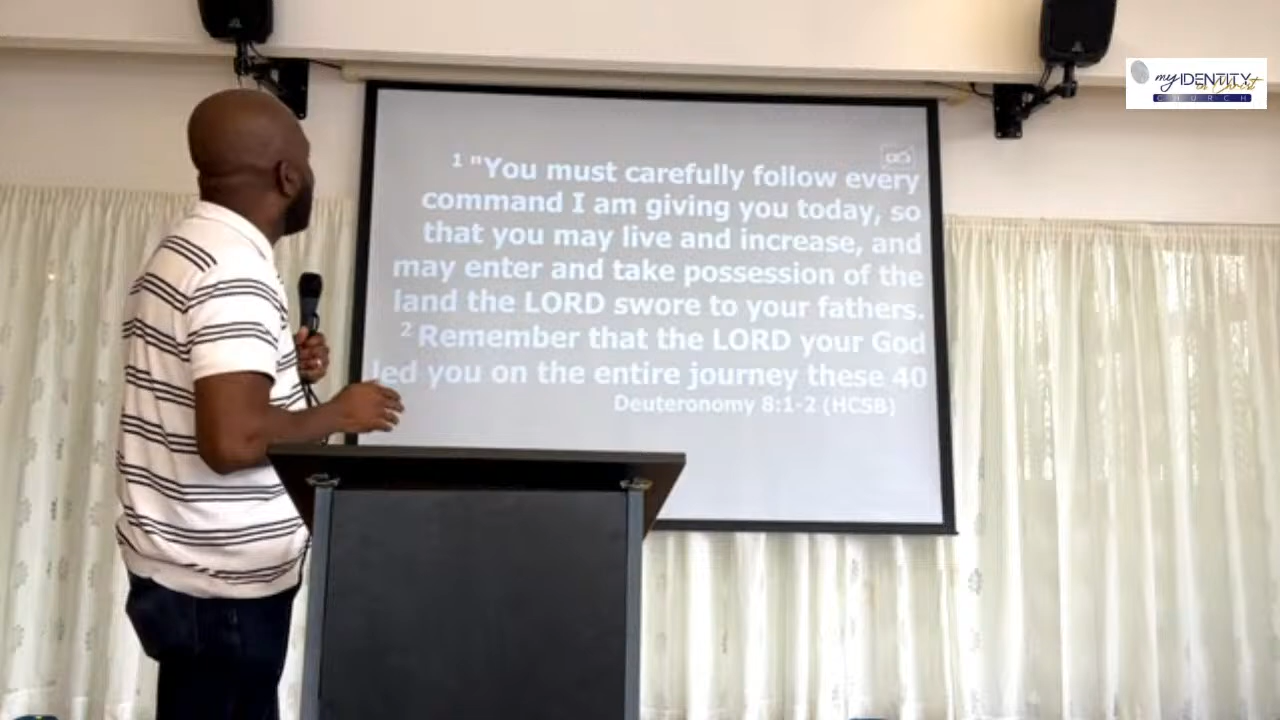 my IDENTITY
in Christ
CHURCH
1 "You must carefully follow every
command I am giving you today, so
that you may live and increase, and
may enter and take possession of the
land the LORD swore to your fathers.
2 Remember that the LORD your God
led you on the entire journey these 40
Deuteronomy 8:1-2 (HCSB)